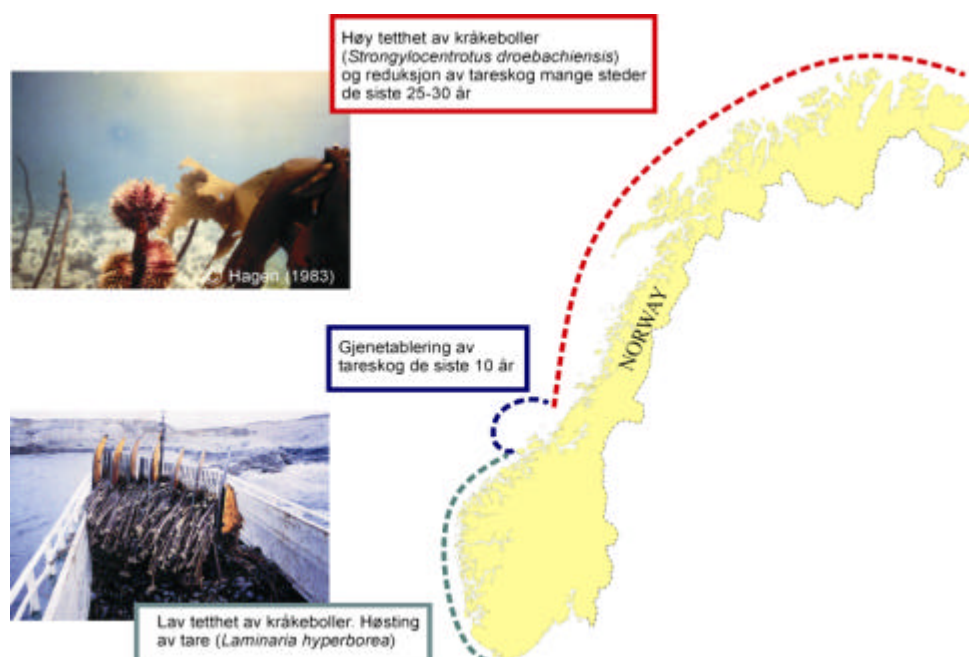 Høy tetthet av kråkeboller
(Strongylocentrotus droebachiensis)
og reduksjon av tareskog mange steder
de siste 25-30 år
(C) Hagen (1983)
NORWAY
Gjenetablering av
tareskog de siste 10 år
Lav tetthet av kråkeboller. Høsting
av tare (Laminaria hyperborea)